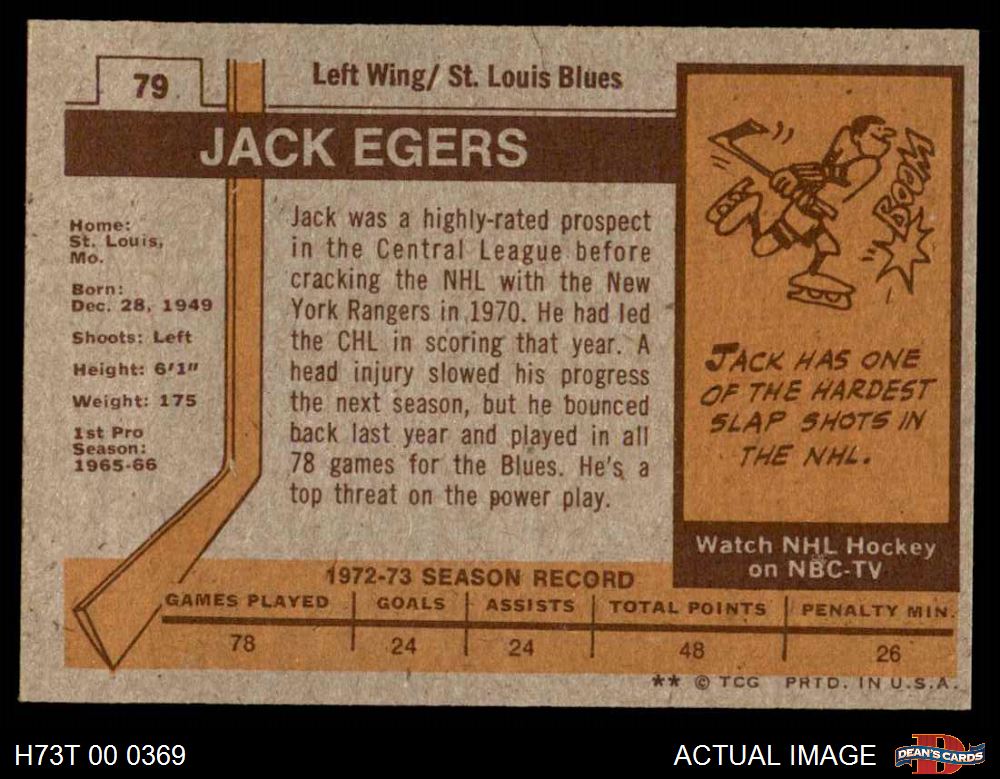 79
Left Wing/ St. Louis Blues
JACK EGERS
Home:
St. Louis,
Mo.
Born:
Dec. 28, 1949
Shoots: Left
Height: 6'1"
Weight: 175
1st Pro
Season:
1965-66
Jack was a highly-rated prospect
in the Central League before
cracking the NHL with the New
York Rangers in 1970. He had led
the CHL in scoring that year. A
head injury slowed his progress
the next season, but he bounced
back last year and played in all
78 games for the Blues. He's a
top threat on the power play.
BOOM
JACK HAS ONE
OF THE HARDEST
SLAP SHOTS IN
THE NHL.
Watch NHL Hockey
on NBC-TV
1972-73 SEASON RECORD
GAMES PLAYED GOALS ASSISTS TOTAL POINTS PENALTY MIN.
78 24 24 48 26
** © TCG PRTD. IN U.S.A.
H73T 00 0369
ACTUAL IMAGE
D
DEAN'S CARDS